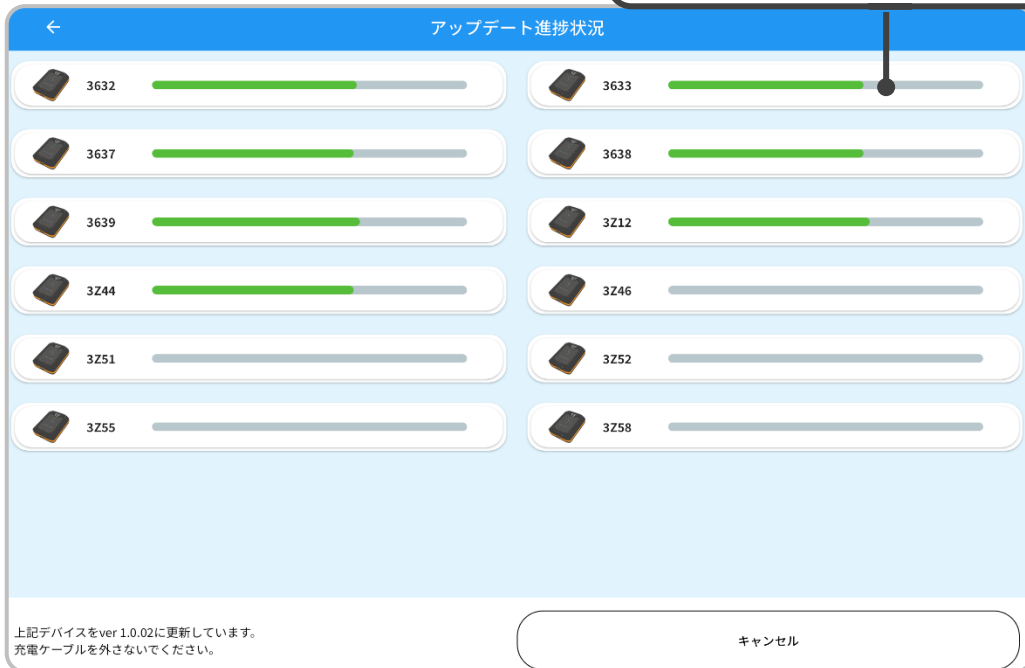 アップデート進捗状況
3632
3633
3637
3638
3639
3Z12
3Z44
3Z46
3Z51
3Z52
3Z55
3Z58
上記デバイスをver 1.0.02に更新しています。
充電ケーブルを外さないでください。
キャンセル